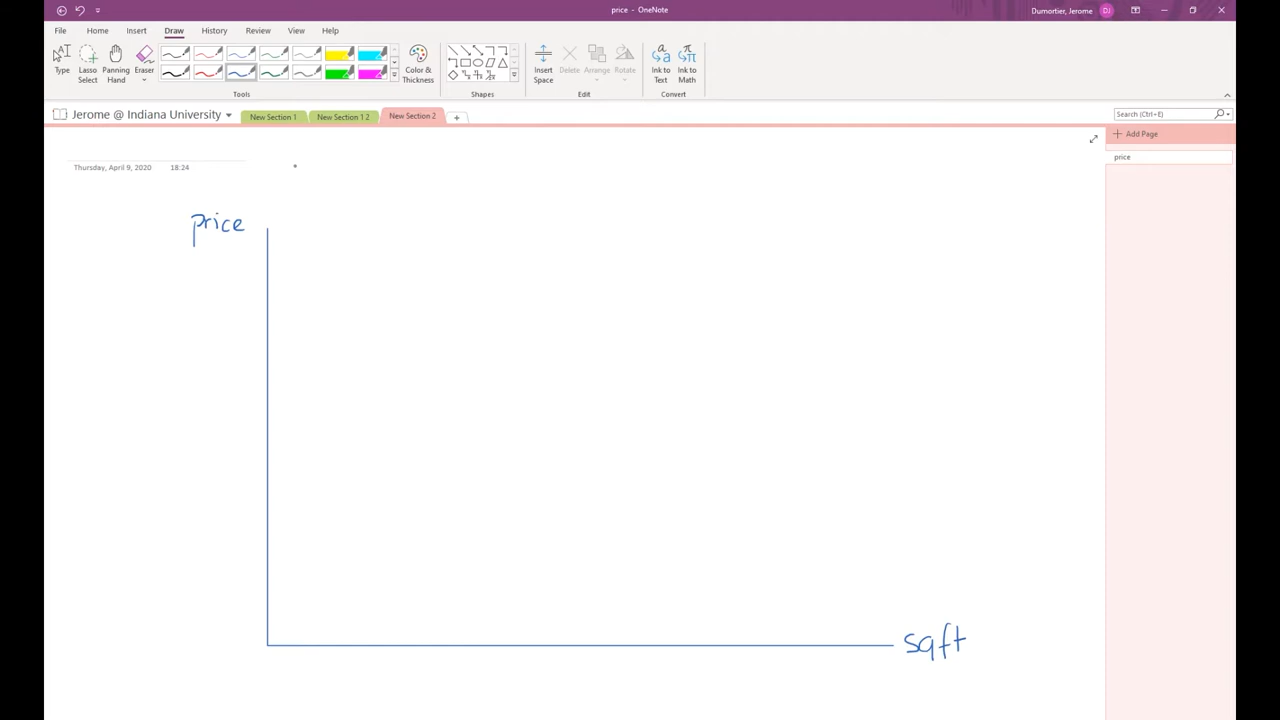 price - OneNote
Dumortier, Jerome DJ
File Home Insert Draw History Review View Help
Type
Lasso Select
Panning Hand
Eraser
Color & Thickness
Insert Space
Delete
Arrange
Rotate
Ink to Text
Ink to Math
Tools Shapes Edit Convert
Jerome @ Indiana University New Section 1 New Section 1 2 New Section 2 +
Search (Ctrl+E)
Add Page
price
Thursday, April 9, 2020 18:24
price
sqft